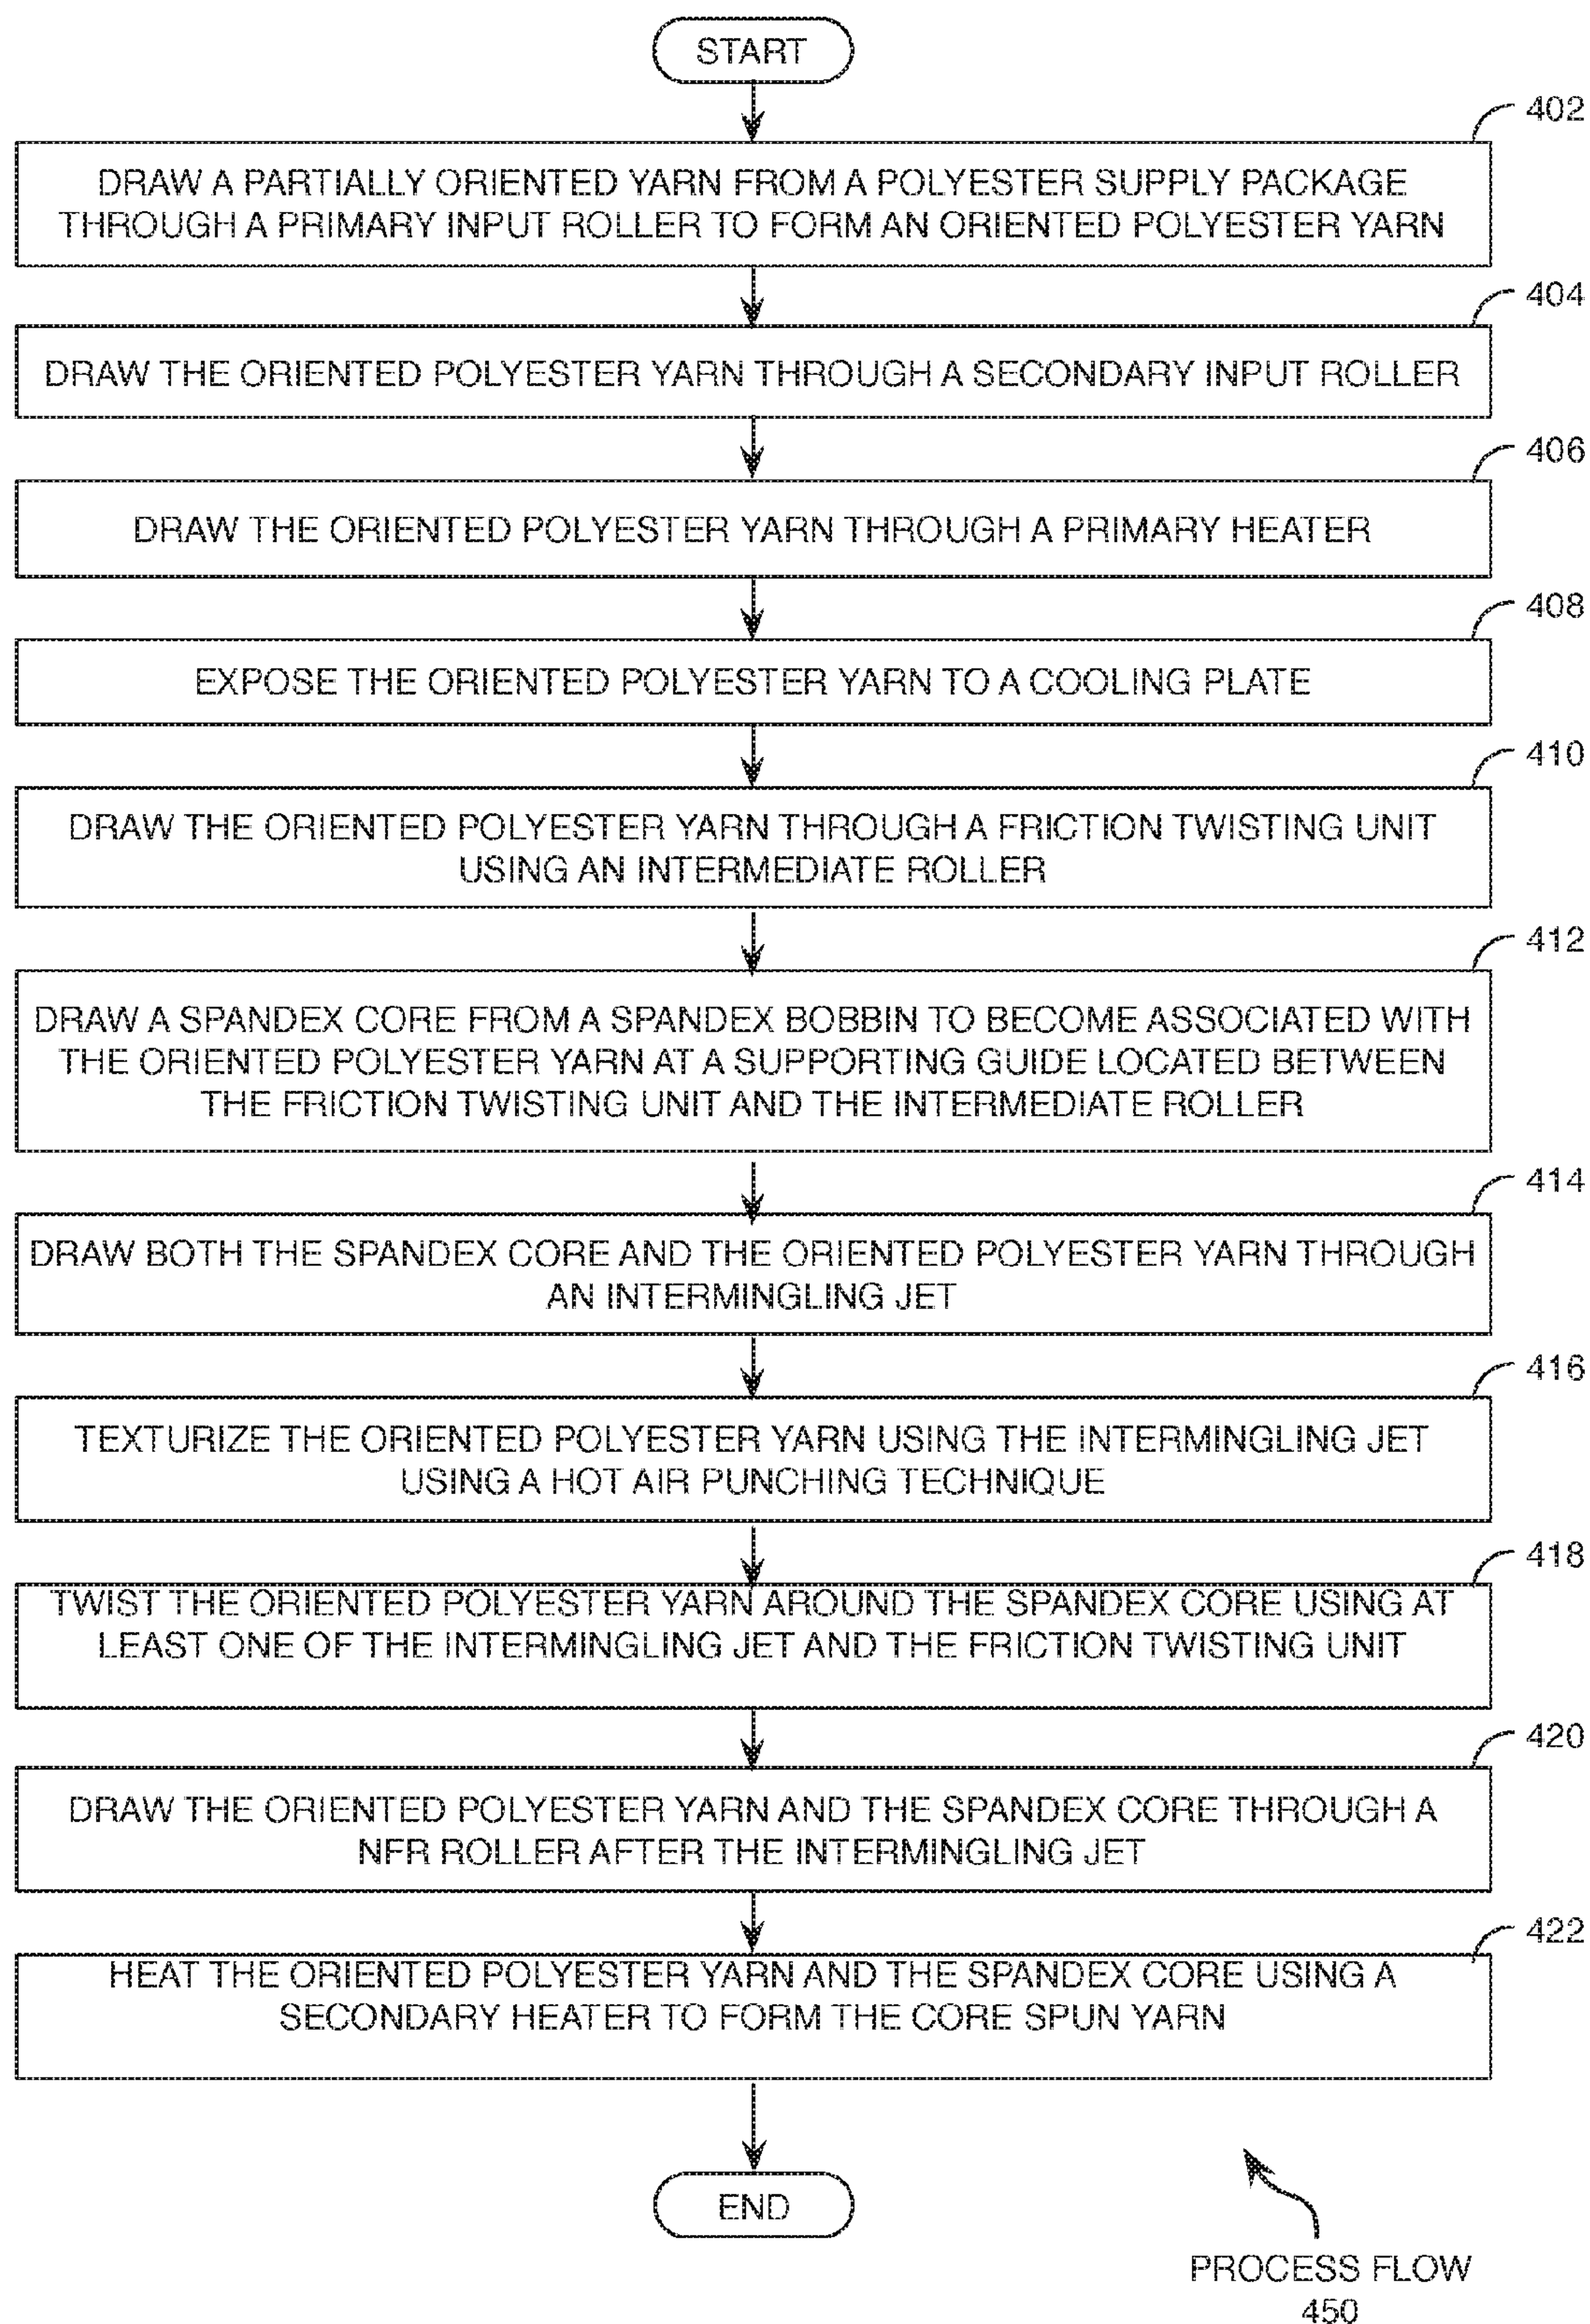 START
402
DRAW A PARTIALLY ORIENTED YARN FROM A POLYESTER SUPPLY PACKAGE
THROUGH A PRIMARY INPUT ROLLER TO FORM AN ORIENTED POLYESTER YARN
404
DRAW THE ORIENTED POLYESTER YARN THROUGH A SECONDARY INPUT ROLLER
406
DRAW THE ORIENTED POLYESTER YARN THROUGH A PRIMARY HEATER
408
EXPOSE THE ORIENTED POLYESTER YARN TO A COOLING PLATE
410
DRAW THE ORIENTED POLYESTER YARN THROUGH A FRICTION TWISTING UNIT
USING AN INTERMEDIATE ROLLER
412
DRAW A SPANDEX CORE FROM A SPANDEX BOBBIN TO BECOME ASSOCIATED WITH
THE ORIENTED POLYESTER YARN AT A SUPPORTING GUIDE LOCATED BETWEEN
THE FRICTION TWISTING UNIT AND THE INTERMEDIATE ROLLER
414
DRAW BOTH THE SPANDEX CORE AND THE ORIENTED POLYESTER YARN THROUGH
AN INTERMINGLING JET
416
TEXTURIZE THE ORIENTED POLYESTER YARN USING THE INTERMINGLING JET
USING A HOT AIR PUNCHING TECHNIQUE
418
TWIST THE ORIENTED POLYESTER YARN AROUND THE SPANDEX CORE USING AT
LEAST ONE OF THE INTERMINGLING JET AND THE FRICTION TWISTING UNIT
420
DRAW THE ORIENTED POLYESTER YARN AND THE SPANDEX CORE THROUGH A
NFR ROLLER AFTER THE INTERMINGLING JET
422
HEAT THE ORIENTED POLYESTER YARN AND THE SPANDEX CORE USING A
SECONDARY HEATER TO FORM THE CORE SPUN YARN
END
PROCESS FLOW
450